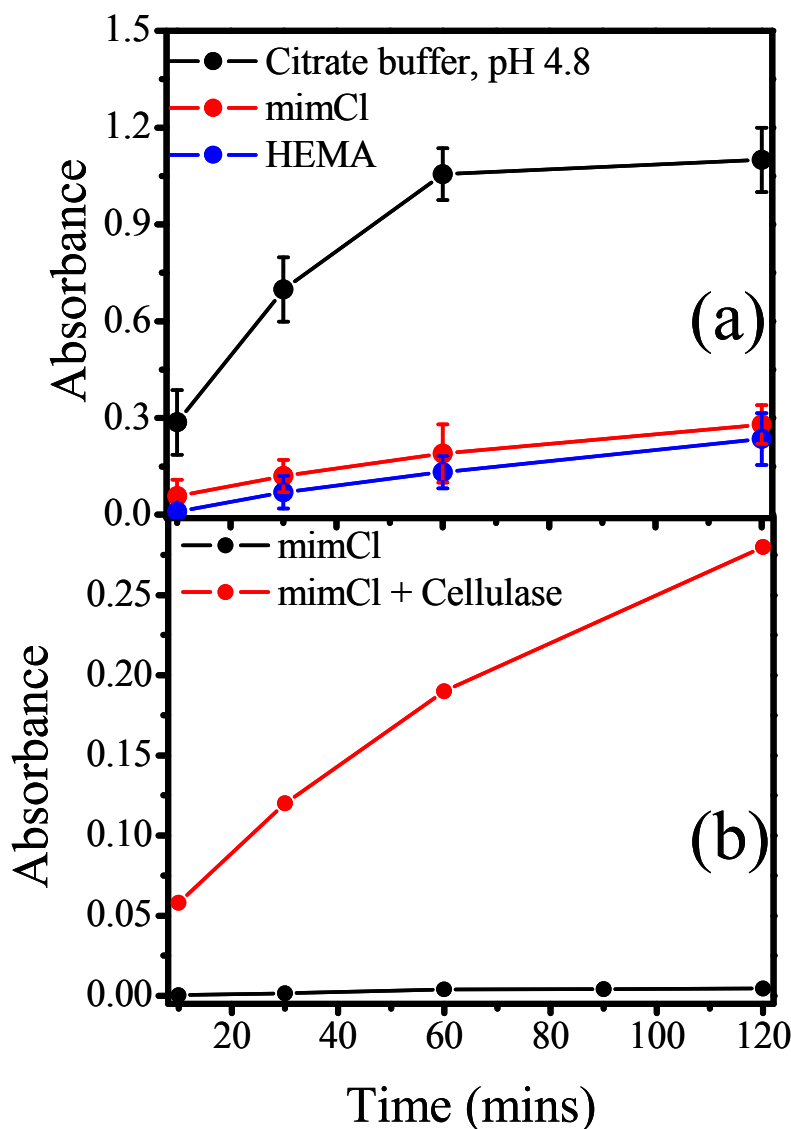 1.5
Citrate buffer, pH 4.8
mimCl
1.2
HEMA
0.9
Absorbance
(a)
0.6
0.3
0.0
mimCl
mimCl + Cellulase
0.25
0.20
Absorbance
0.15
(b)
0.10
0.05
0.00
20 40 60 80 100 120
Time (mins)